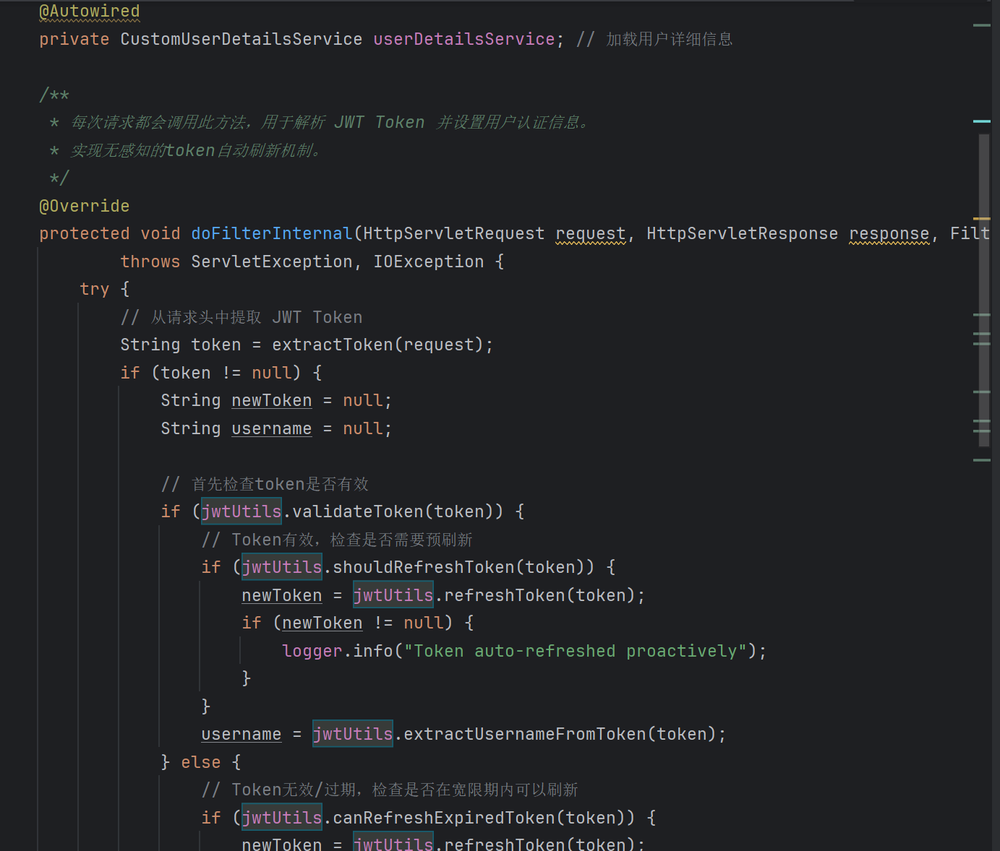 @Autowired
private CustomUserDetailsService userDetailsService; // 加载用户详细信息
/**
* 每次请求都会调用此方法，用于解析 JWT Token 并设置用户认证信息。
* 实现无感知的token自动刷新机制。
*/
@Override
protected void doFilterInternal(HttpServletRequest request, HttpServletResponse response, Filt
throws ServletException, IOException {
try {
// 从请求头中提取 JWT Token
String token = extractToken(request);
if (token != null) {
String newToken = null;
String username = null;
// 首先检查token是否有效
if (jwtUtils.validateToken(token)) {
// Token有效，检查是否需要预刷新
if (jwtUtils.shouldRefreshToken(token)) {
newToken = jwtUtils.refreshToken(token);
if (newToken != null) {
logger.info("Token auto-refreshed proactively");
}
}
username = jwtUtils.extractUsernameFromToken(token);
} else {
// Token无效/过期，检查是否在宽限期内可以刷新
if (jwtUtils.canRefreshExpiredToken(token)) {
newToken = jwtUtils.refreshToken(token);